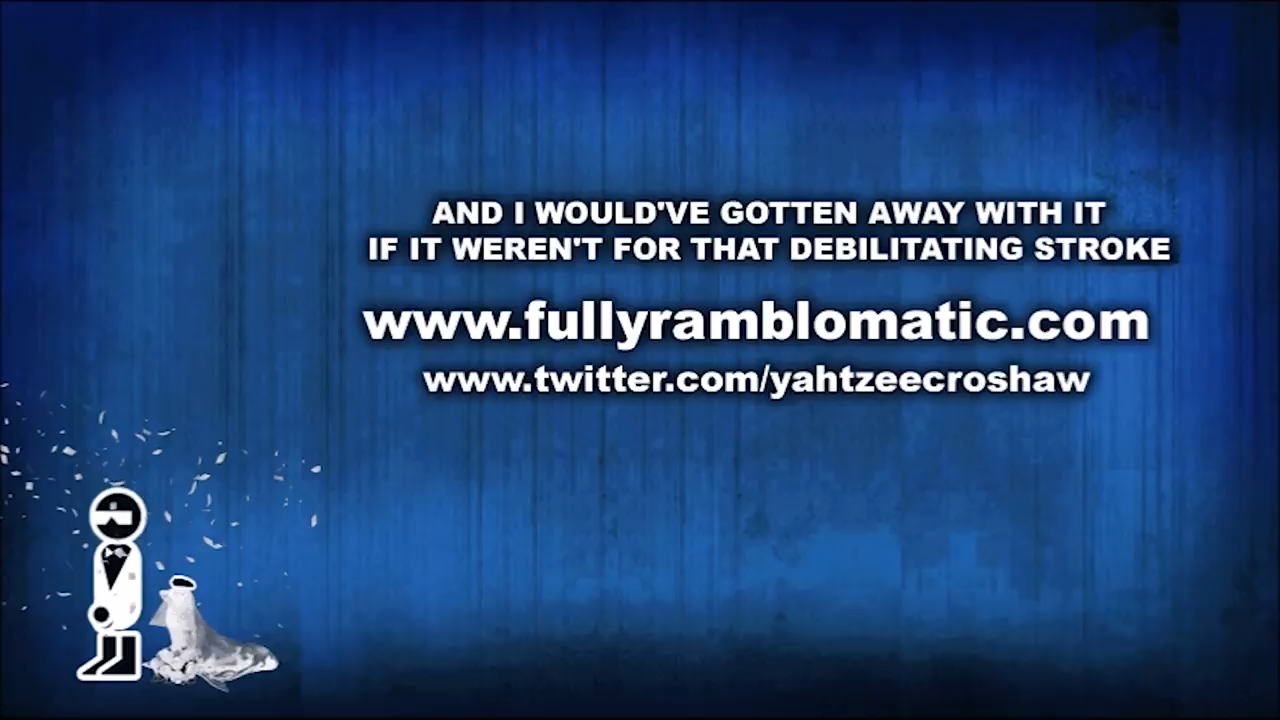 AND I WOULD'VE GOTTEN AWAY WITH IT
IF IT WEREN'T FOR THAT DEBILITATING STROKE
www.fullyramblomatic.com
www.twitter.com/yahtzeecroshaw